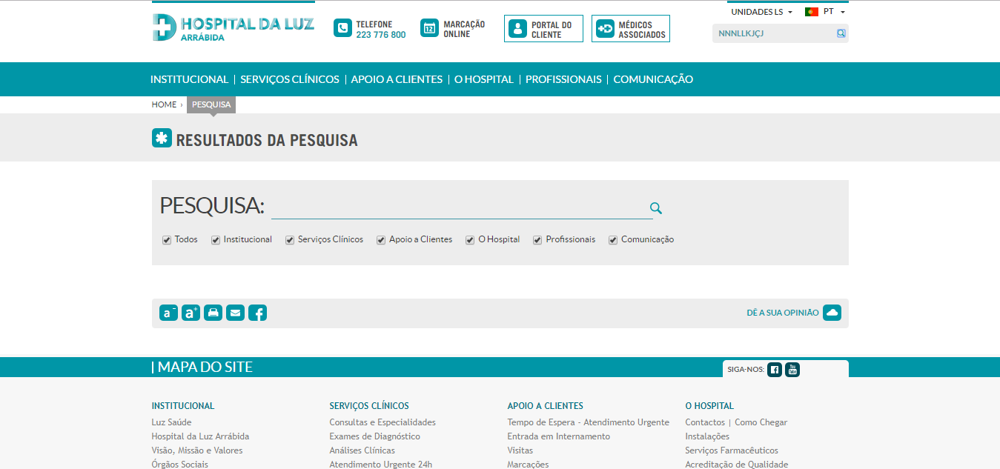 HOSPITAL DA LUZ
ARRÁBIDA
TELEFONE
223 776 800
MARCAÇÃO
ONLINE
12
PORTAL DO
CLIENTE
MÉDICOS
ASSOCIADOS
UNIDADES LS
PT
NNNLLKJÇJ
INSTITUCIONAL | SERVIÇOS CLÍNICOS | APOIO A CLIENTES | O HOSPITAL | PROFISSIONAIS | COMUNICAÇÃO
HOME › PESQUISA
RESULTADOS DA PESQUISA
PESQUISA:
Todos Institucional Serviços Clínicos Apoio a Clientes O Hospital Profissionais Comunicação
a- a+
DÊ A SUA OPINIÃO
| MAPA DO SITE
SIGA-NOS:
You Tube
INSTITUCIONAL
Luz Saúde
Hospital da Luz Arrábida
Visão, Missão e Valores
Órgãos Sociais
SERVIÇOS CLÍNICOS
Consultas e Especialidades
Exames de Diagnóstico
Análises Clínicas
Atendimento Urgente 24h
APOIO A CLIENTES
Tempo de Espera - Atendimento Urgente
Entrada em Internamento
Visitas
Marcações
O HOSPITAL
Contactos | Como Chegar
Instalações
Serviços Farmacêuticos
Acreditação de Qualidade